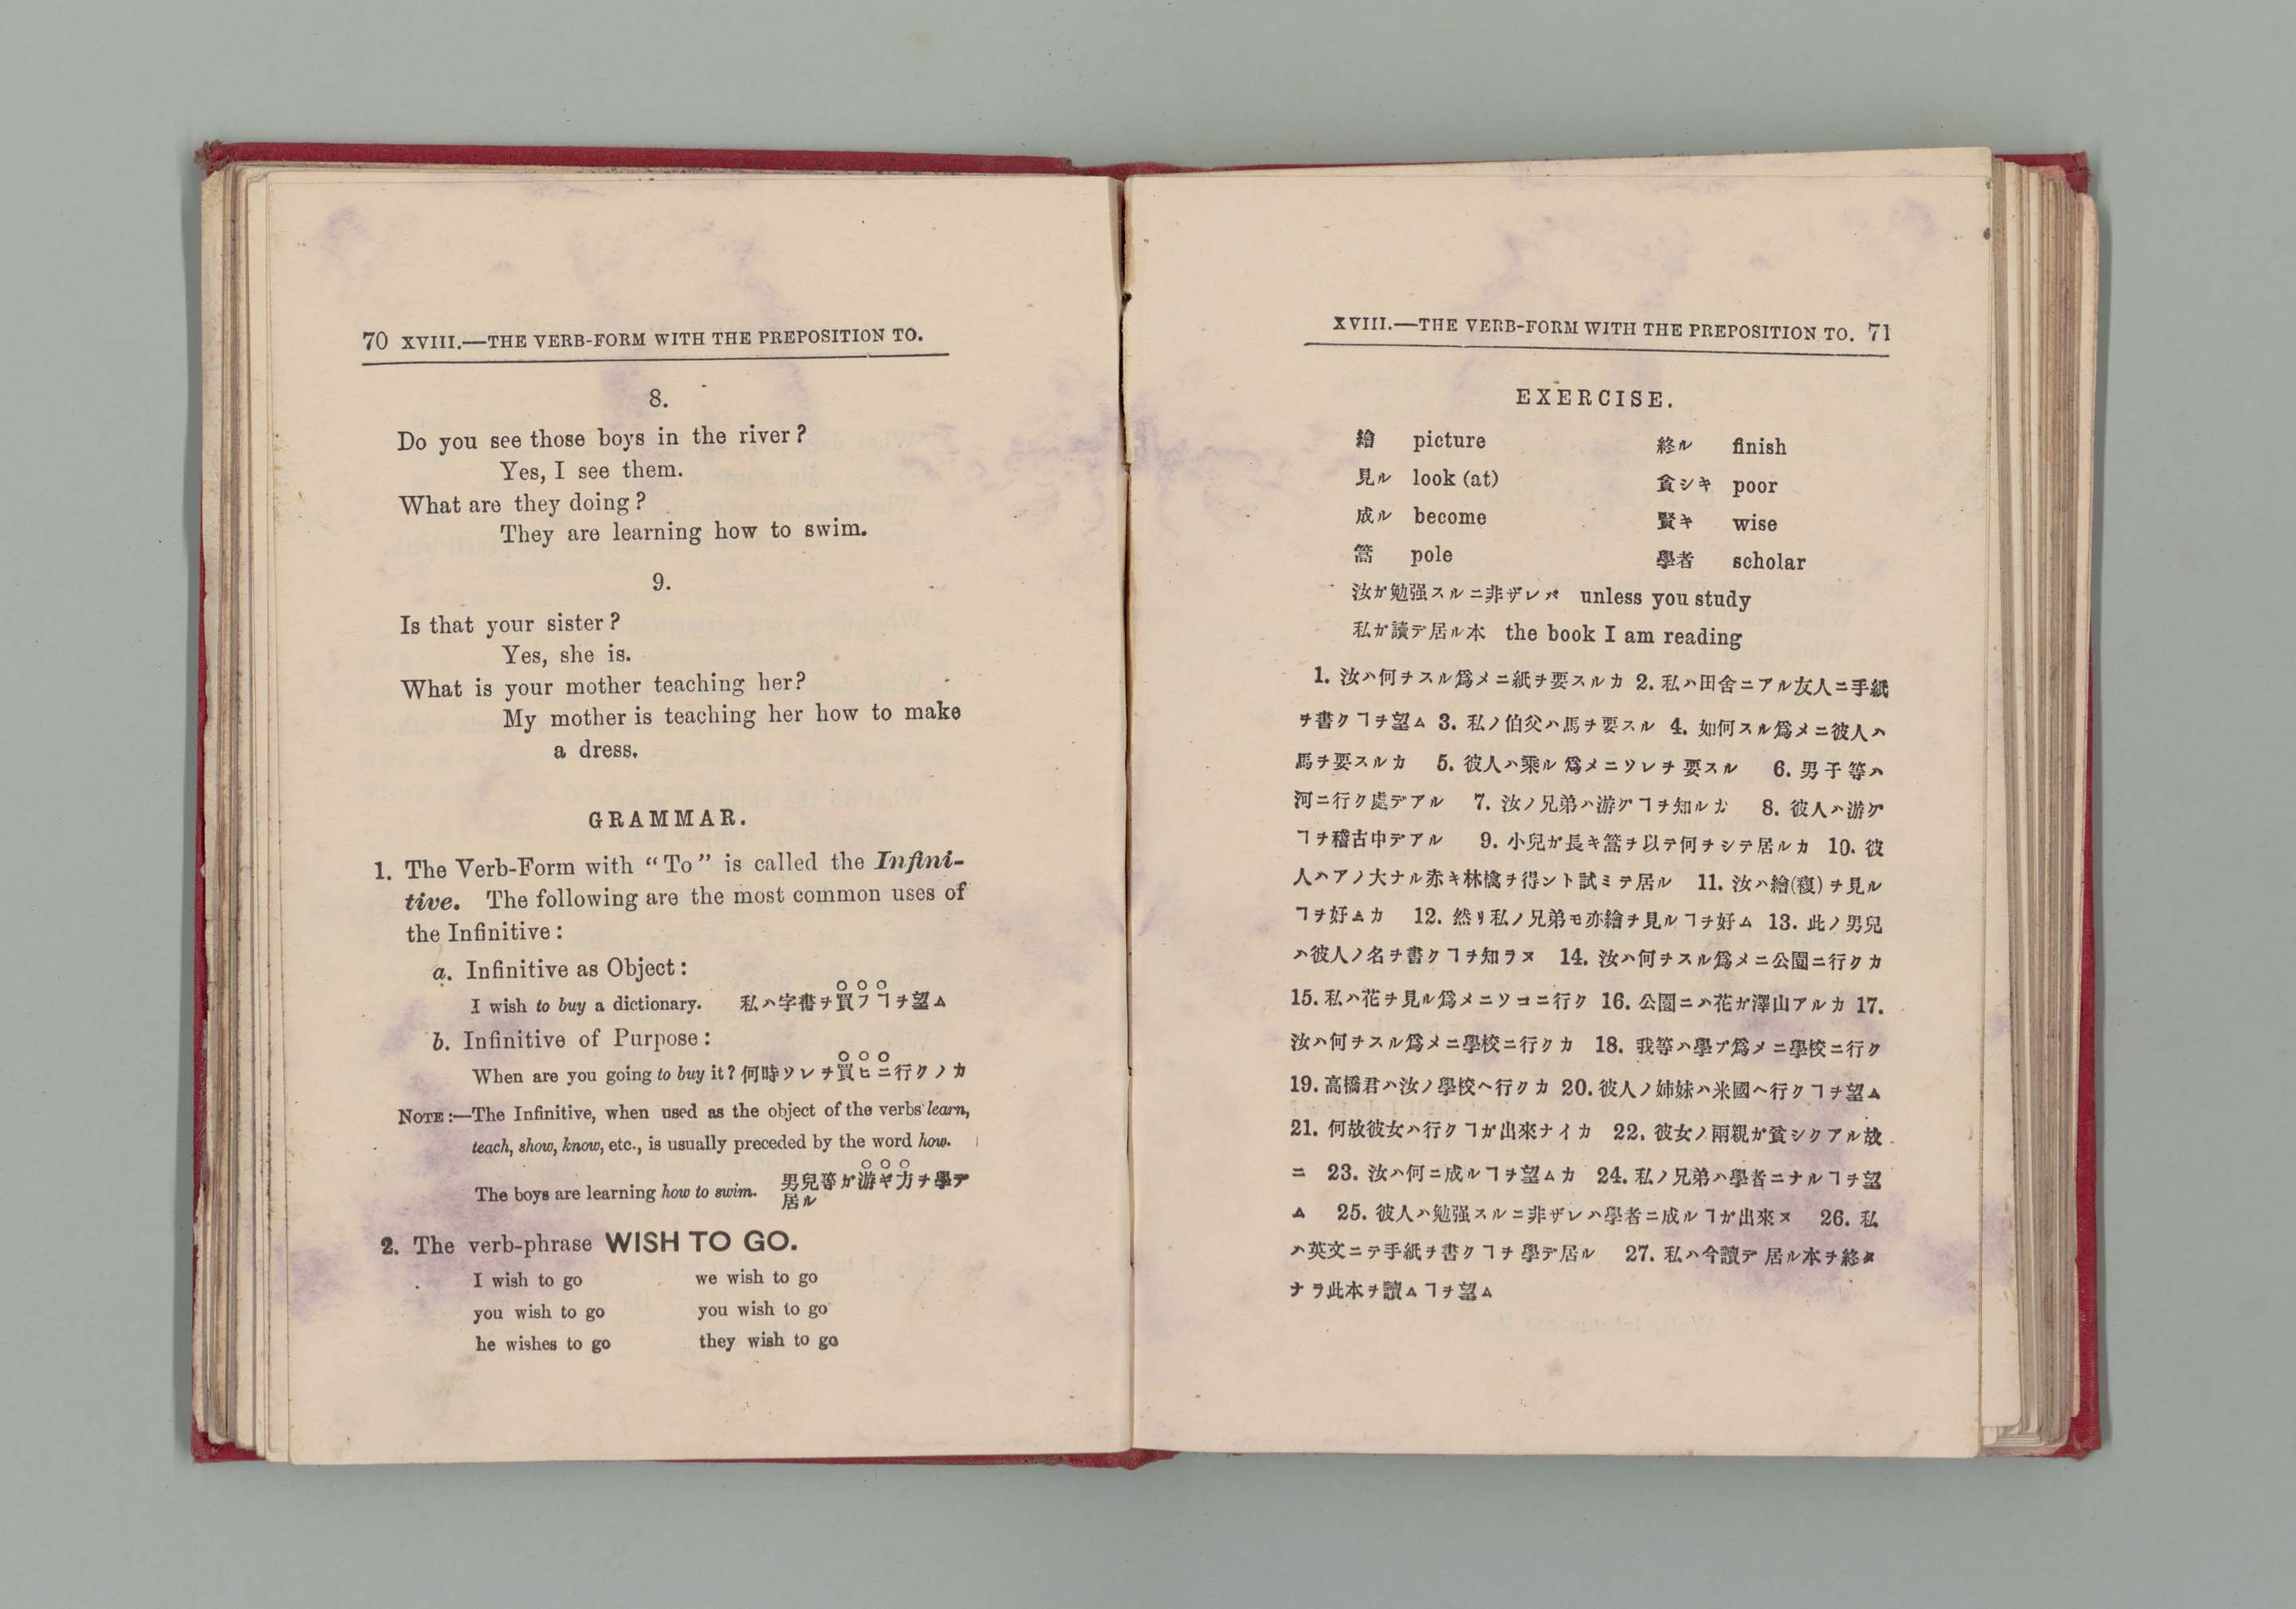 70 XVIII.—THE VERB-FORM WITH THE PREPOSITION TO.
8.
Do you see those boys in the river?
Yes, I see them.
What are they doing?
They are learning how to swim.
9.
Is that your sister?
Yes, she is.
What is your mother teaching her?
My mother is teaching her how to make
a dress.
GRAMMAR.
1. The Verb-Form with “To” is called the Infini-
tive. The following are the most common uses of
the Infinitive:
a. Infinitive as Object:
I wish to buy a dictionary. 私ハ字書ヲ買フヿヲ望ム
b. Infinitive of Purpose:
When are you going to buy it? 何時ソレヲ買ヒニ行クノカ
NOTE:—The Infinitive, when used as the object of the verbs learn,
teach, show, know, etc., is usually preceded by the word how.
The boys are learning how to swim. 男兒等ガ游ギ方ヲ學デ
居ル
2. The verb-phrase WISH TO GO.
I wish to go we wish to go
you wish to go you wish to go
he wishes to go they wish to go
XVIII.—THE VERB-FORM WITH THE PREPOSITION TO. 71
EXERCISE.
繪 picture 終ル finish
見ル look (at) 貧シキ poor
成ル become 賢キ wise
篙 pole 學者 scholar
汝ガ勉强スルニ非ザレバ unless you study
私ガ讀デ居ル本 the book I am reading
1. 汝ハ何ヲスル爲メニ紙ヲ要スルカ 2. 私ハ田舍ニアル友人ニ手紙
ヲ書クヿヲ望ム 3. 私ノ伯父ハ馬ヲ要スル 4. 如何スル爲メニ彼人ハ
馬ヲ要スルカ 5. 彼人ハ乘ル爲メニソレヲ要スル 6. 男子等ハ
河ニ行ク處デアル 7. 汝ノ兄弟ハ游グヿヲ知ルカ 8. 彼人ハ游グ
ヿヲ稽古中デアル 9. 小兒ガ長キ篙ヲ以テ何ヲシテ居ルカ 10. 彼
人ハアノ大ナル赤キ林檎ヲ得ント試ミテ居ル 11. 汝ハ繪(複)ヲ見ル
ヿヲ好ムカ 12. 然リ私ノ兄弟モ亦繪ヲ見ルヿヲ好ム 13. 此ノ男兒
ハ彼人ノ名ヲ書クヿヲ知ラヌ 14. 汝ハ何ヲスル爲メニ公園ニ行クカ
15. 私ハ花ヲ見ル爲メニソコニ行ク 16. 公園ニハ花ガ澤山アルカ 17.
汝ハ何ヲスル爲メニ學校ニ行クカ 18. 我等ハ學ブ爲メニ學校ニ行ク
19. 高橋君ハ汝ノ學校ヘ行クカ 20. 彼人ノ姉妹ハ米國ヘ行クヿヲ望ム
21. 何故彼女ハ行クヿガ出來ナイカ 22. 彼女ノ兩親ガ貧シクアル故
ニ 23. 汝ハ何ニ成ルヿヲ望ムカ 24. 私ノ兄弟ハ學者ニナルヿヲ望
ム 25. 彼人ハ勉强スルニ非ザレハ學者ニ成ルヿガ出來ヌ 26. 私
ハ英文ニテ手紙ヲ書クヿヲ學デ居ル 27. 私ハ今讀デ居ル本ヲ終タ
ナラ此本ヲ讀ムヿヲ望ム